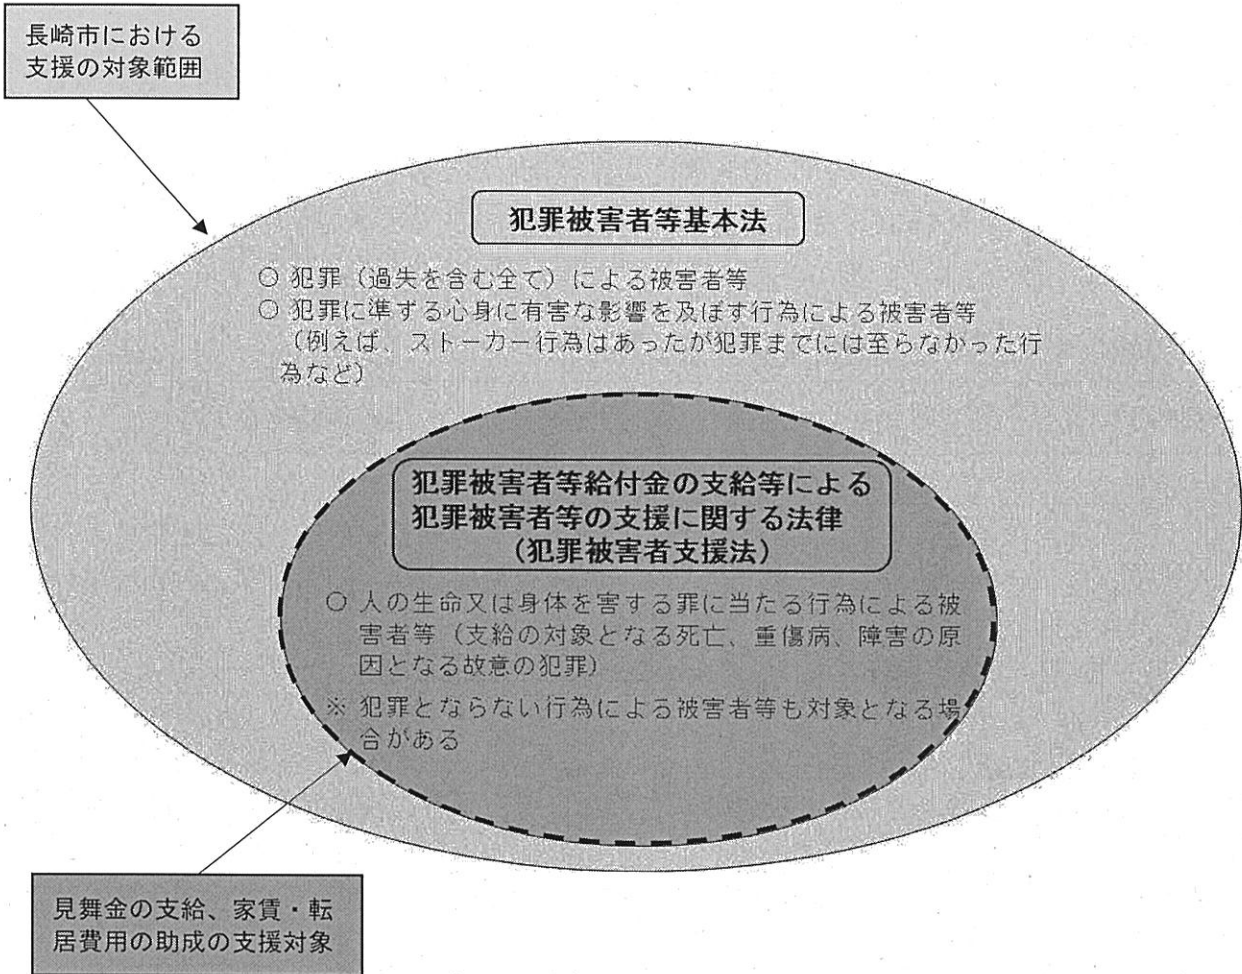 長崎市における
支援の対象範囲
犯罪被害者等基本法
○ 犯罪（過失を含む全て）による被害者等
○ 犯罪に準ずる心身に有害な影響を及ぼす行為による被害者等
（例えば、ストーカー行為はあったが犯罪までには至らなかった行
為など）
犯罪被害者等給付金の支給等による
犯罪被害者等の支援に関する法律
（犯罪被害者支援法）
○ 人の生命又は身体を害する罪に当たる行為による被
害者等（支給の対象となる死亡、重傷病、障害の原
因となる故意の犯罪）
※ 犯罪とならない行為による被害者等も対象となる場
合がある
見舞金の支給、家賃・転
居費用の助成の支援対象